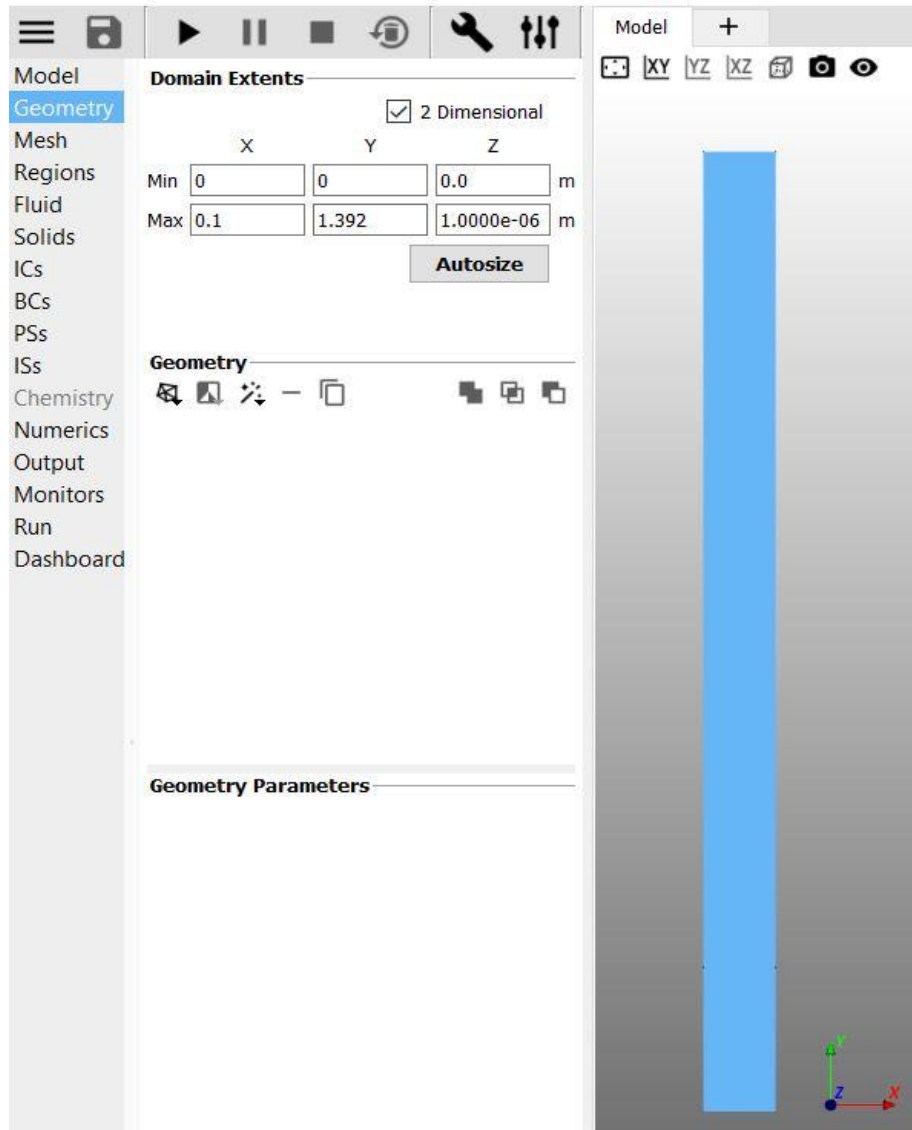 Model +
XY YZ XZ
Model
Geometry
Mesh
Regions
Fluid
Solids
ICs
BCs
PSs
ISs
Chemistry
Numerics
Output
Monitors
Run
Dashboard
Domain Extents
2 Dimensional
X Y Z
Min 0 0 0.0 m
Max 0.1 1.392 1.0000e-06 m
Autosize
Geometry
Geometry Parameters
Y
Z X